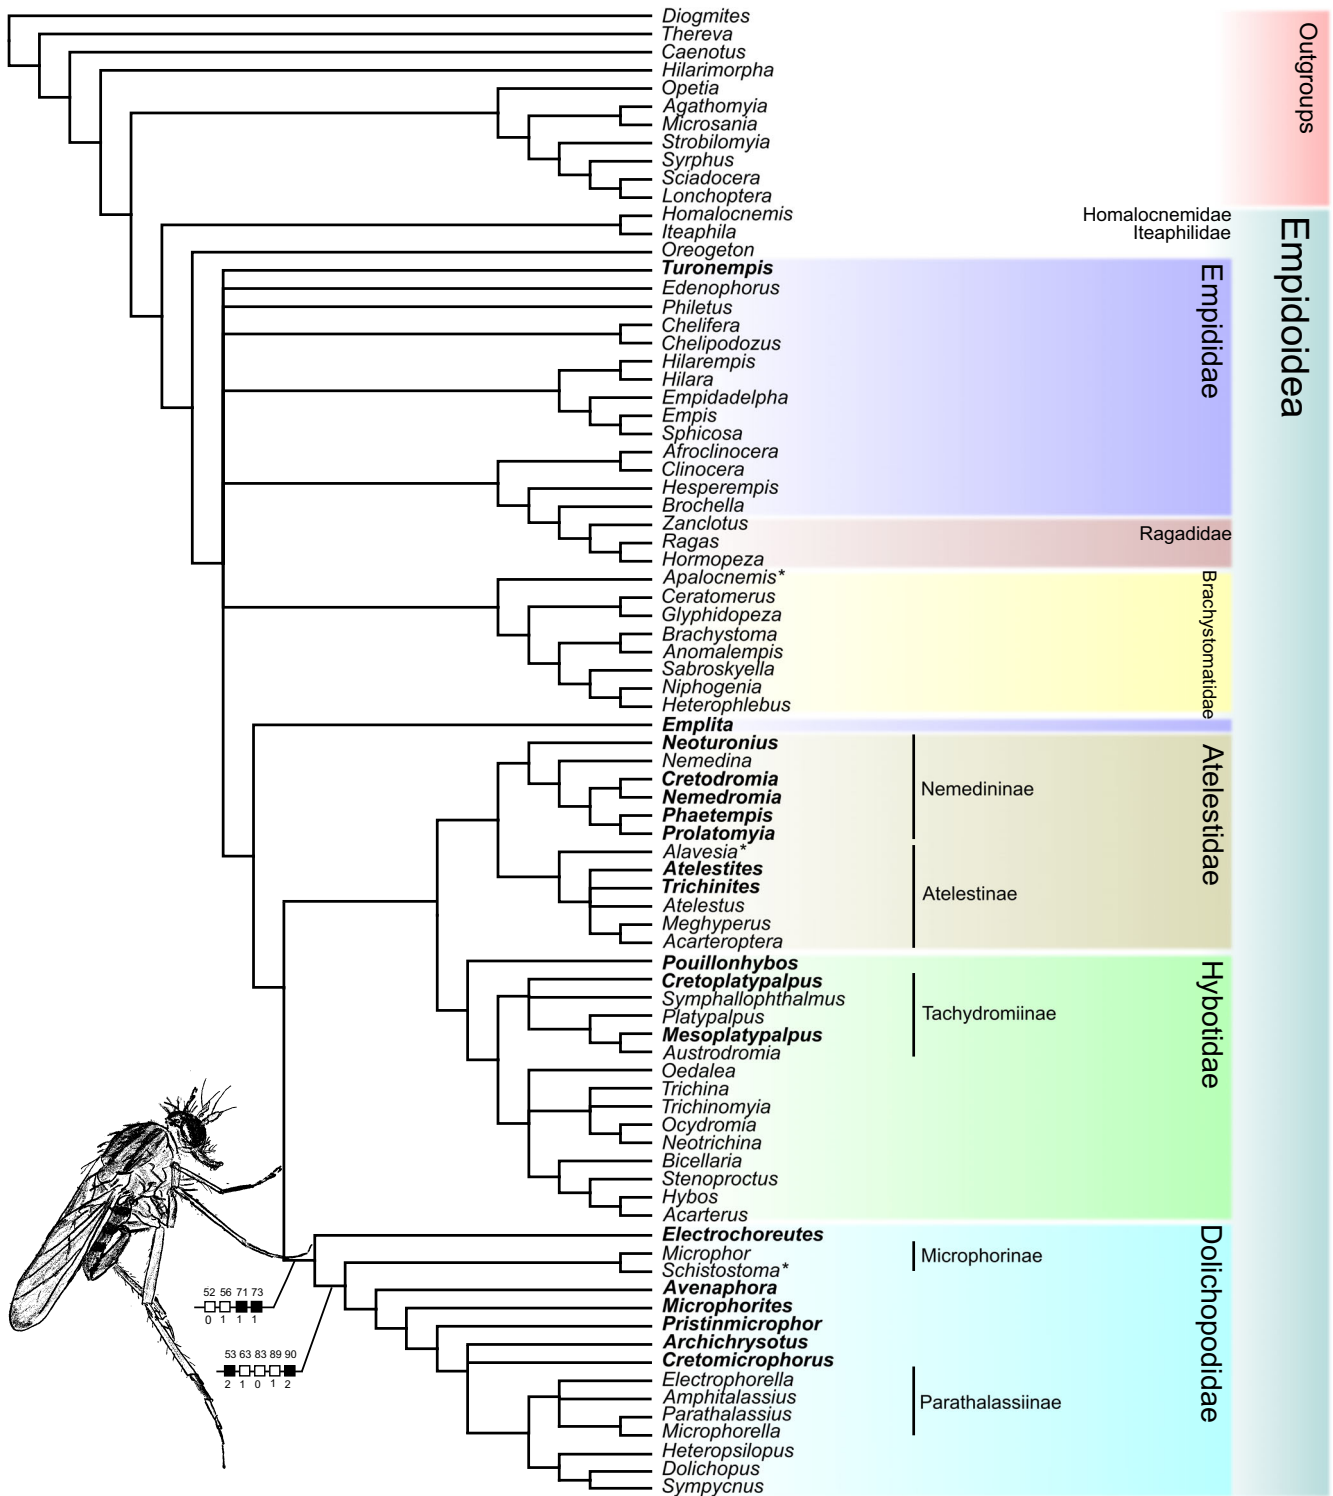 Diogmites
Thereva
Caenotus
Hilarimorpha
Opetia
Agathomyia
Microsania
Strobilomyia
Syrphus
Sciadocera
Lonchoptera
Outgroups
Homalocnemis
Homalocnemidae
Iteaphila
Iteaphilidae
Oreogeton
Empidoidea
Turonempis
Edenophorus
Philetus
Chelifera
Chelipodozus
Hilarempis
Hilara
Empidadelpha
Empis
Sphicosa
Afroclinocera
Clinocera
Hesperempis
Brochella
Empididae
Zanclotus
Ragas
Hormopeza
Ragadidae
Apalocnemis*
Ceratomerus
Glyphidopeza
Brachystoma
Anomalempis
Sabroskyella
Niphogenia
Heterophlebus
Brachystomatidae
Emplita
Neoturonius
Nemedina
Cretodromia
Nemedromia
Phaetempis
Prolatomyia
Nemedininae
Alavesia*
Atelestites
Trichinites
Atelestus
Meghyperus
Acarteroptera
Atelestinae
Atelestidae
Pouillonhybos
Cretoplatypalpus
Symphallophthalmus
Platypalpus
Mesoplatypalpus
Austrodromia
Tachydromiinae
Oedalea
Trichina
Trichinomyia
Ocydromia
Neotrichina
Bicellaria
Stenoproctus
Hybos
Acarterus
Hybotidae
Electrochoreutes
Microphor
Schistostoma*
Microphorinae
Avenaphora
Microphorites
Pristinmicrophor
Archichrysotus
Cretomicrophorus
Electrophorella
Amphitalassius
Parathalassius
Microphorella
Parathalassiinae
Heteropsilopus
Dolichopus
Sympycnus
Dolichopodidae
52 56 71 73
0 1 1 1
53 63 83 89 90
2 1 0 1 2